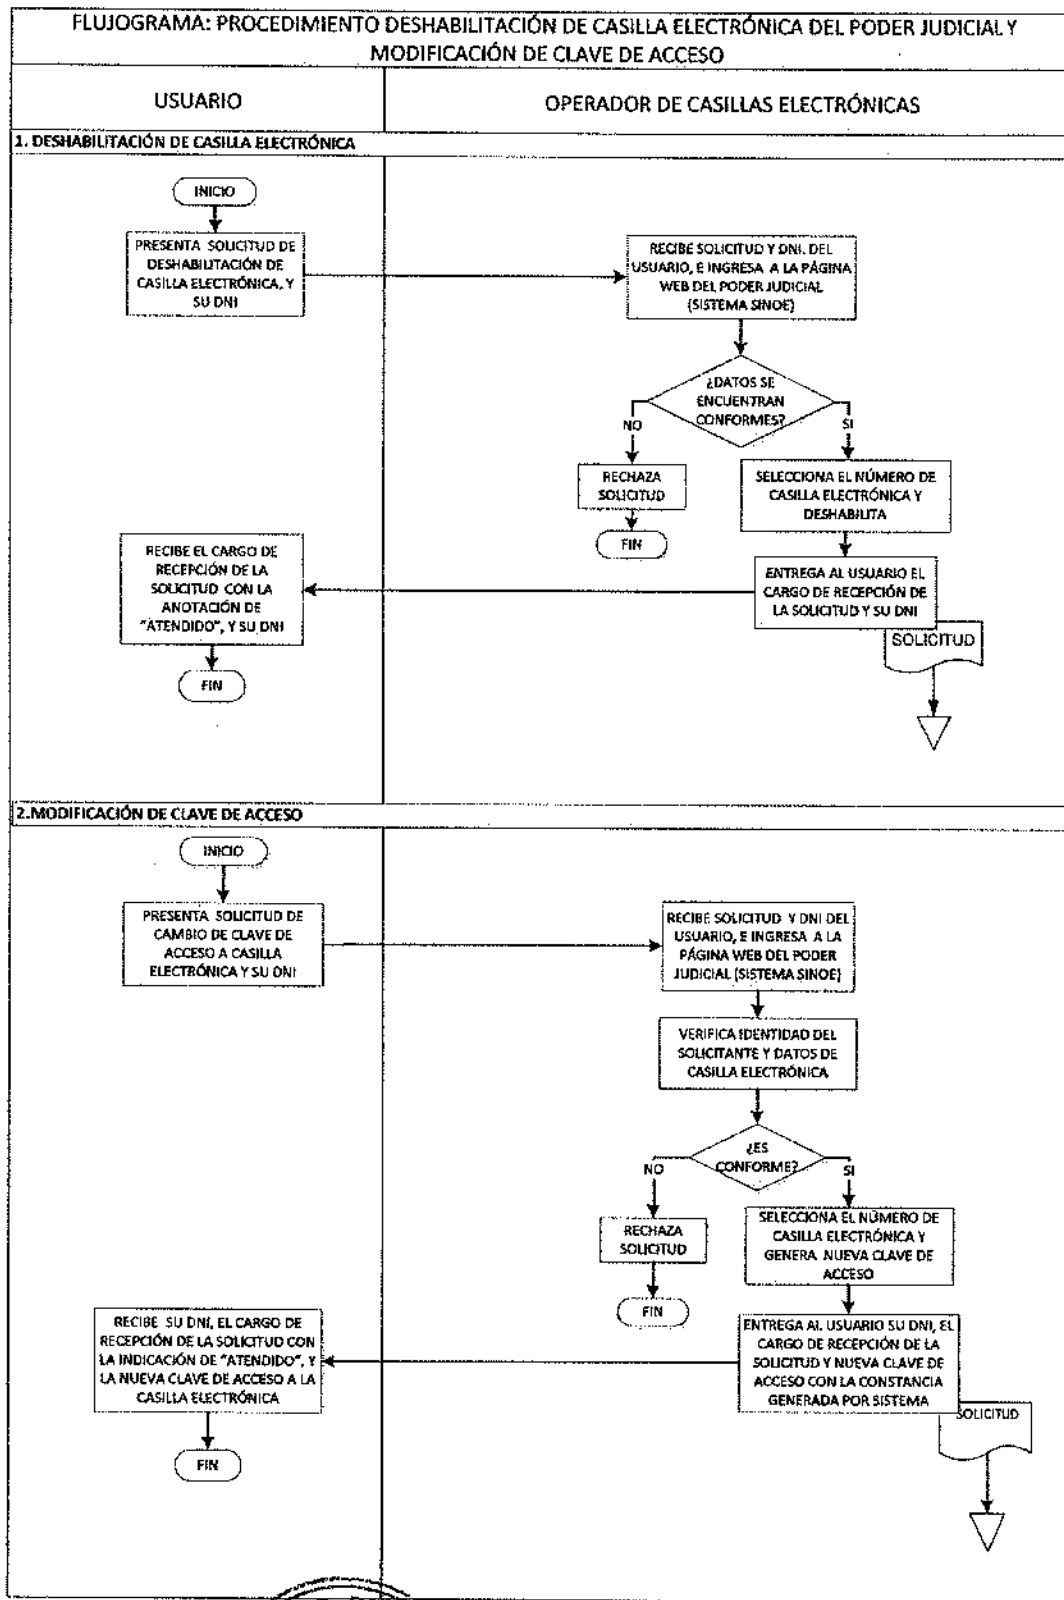 FLUJOGRAMA: PROCEDIMIENTO DESHABILITACIÓN DE CASILLA ELECTRÓNICA DEL PODER JUDICIAL Y
MODIFICACIÓN DE CLAVE DE ACCESO
USUARIO
OPERADOR DE CASILLAS ELECTRÓNICAS
1. DESHABILITACIÓN DE CASILLA ELECTRÓNICA
INICIO
PRESENTA SOLICITUD DE
DESHABILITACIÓN DE
CASILLA ELECTRÓNICA, Y
SU DNI
RECIBE SOLICITUD Y DNI. DEL
USUARIO, E INGRESA A LA PÁGINA
WEB DEL PODER JUDICIAL
(SISTEMA SINOE)
¿DATOS SE
ENCUENTRAN
CONFORMES?
NO
SI
RECHAZA
SOLICITUD
FIN
SELECCIONA EL NÚMERO DE
CASILLA ELECTRÓNICA Y
DESHABILITA
ENTREGA AL USUARIO EL
CARGO DE RECEPCIÓN DE
LA SOLICITUD Y SU DNI
SOLICITUD
RECIBE EL CARGO DE
RECEPCIÓN DE LA
SOLICITUD CON LA
ANOTACIÓN DE
"ATENDIDO", Y SU DNI
FIN
2.MODIFICACIÓN DE CLAVE DE ACCESO
INICIO
PRESENTA SOLICITUD DE
CAMBIO DE CLAVE DE
ACCESO A CASILLA
ELECTRÓNICA Y SU DNI
RECIBE SOLICITUD Y DNI DEL
USUARIO, E INGRESA A LA
PÁGINA WEB DEL PODER
JUDICIAL (SISTEMA SINOE)
VERIFICA IDENTIDAD DEL
SOLICITANTE Y DATOS DE
CASILLA ELECTRÓNICA
¿ES
CONFORME?
NO
SI
RECHAZA
SOLICITUD
FIN
SELECCIONA EL NÚMERO DE
CASILLA ELECTRÓNICA Y
GENERA NUEVA CLAVE DE
ACCESO
ENTREGA AL USUARIO SU DNI, EL
CARGO DE RECEPCIÓN DE LA
SOLICITUD Y NUEVA CLAVE DE
ACCESO CON LA CONSTANCIA
GENERADA POR SISTEMA
SOLICITUD
RECIBE SU DNI, EL CARGO DE
RECEPCIÓN DE LA SOLICITUD CON
LA INDICACIÓN DE "ATENDIDO", Y
LA NUEVA CLAVE DE ACCESO A LA
CASILLA ELECTRÓNICA
FIN